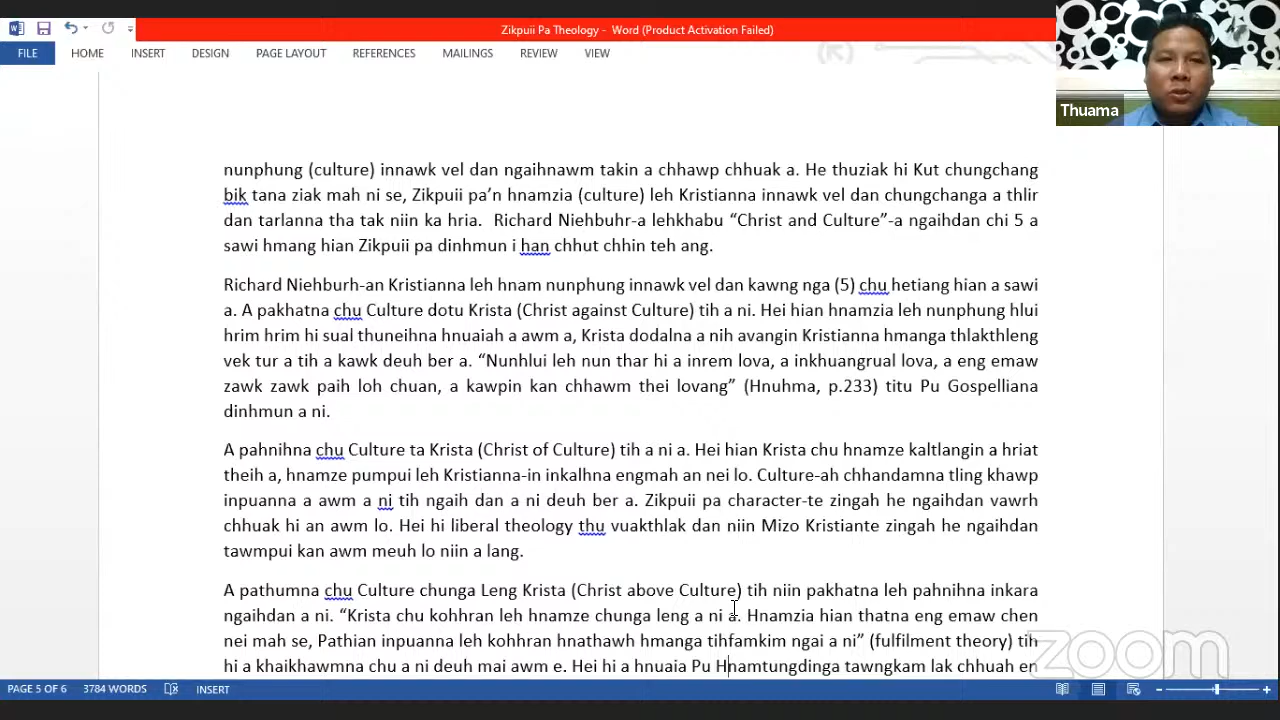 Zikpuii Pa Theology - Word (Product Activation Failed)
FILE HOME INSERT DESIGN PAGE LAYOUT REFERENCES MAILINGS REVIEW VIEW
Thuama
nunphung (culture) innawk vel dan ngaihnawm takin a chhawp chhuak a. He thuziak hi Kut chungchang
bik tana ziak mah ni se, Zikpuii pa’n hnamzia (culture) leh Kristianna innawk vel dan chungchanga a thlir
dan tarlanna tha tak niin ka hria. Richard Niehbuhr-a lehkhabu “Christ and Culture”-a ngaihdan chi 5 a
sawi hmang hian Zikpuii pa dinhmun i han chhut chhin teh ang.
Richard Niehburh-an Kristianna leh hnam nunphung innawk vel dan kawng nga (5) chu hetiang hian a sawi
a. A pakhatna chu Culture dotu Krista (Christ against Culture) tih a ni. Hei hian hnamzia leh nunphung hlui
hrim hrim hi sual thuneihna hnuaiah a awm a, Krista dodalna a nih avangin Kristianna hmanga thlakthleng
vek tur a tih a kawk deuh ber a. “Nunhlui leh nun thar hi a inrem lova, a inkhuangrual lova, a eng emaw
zawk zawk paih loh chuan, a kawpin kan chhawm thei lovang” (Hnuhma, p.233) titu Pu Gospelliana
dinhmun a ni.
A pahnihna chu Culture ta Krista (Christ of Culture) tih a ni a. Hei hian Krista chu hnamze kaltlangin a hriat
theih a, hnamze pumpui leh Kristianna-in inkalhna engmah an nei lo. Culture-ah chhandamna tling khawp
inpuanna a awm a ni tih ngaih dan a ni deuh ber a. Zikpuii pa character-te zingah he ngaihdan vawrh
chhuak hi an awm lo. Hei hi liberal theology thu vuakthlak dan niin Mizo Kristiante zingah he ngaihdan
tawmpui kan awm meuh lo niin a lang.
A pathumna chu Culture chunga Leng Krista (Christ above Culture) tih niin pakhatna leh pahnihna inkara
ngaihdan a ni. “Krista chu kohhran leh hnamze chunga leng a ni a. Hnamzia hian thatna eng emaw chen
nei mah se, Pathian inpuanna leh kohhran hnathawh hmanga tihfamkim ngai a ni” (fulfilment theory) tih
hi a khaikhawmna chu a ni deuh mai awm e. Hei hi a hnuaia Pu Hnamtungdinga tawngkam lak chhuah en
zoom
PAGE 5 OF 6 3784 WORDS INSERT